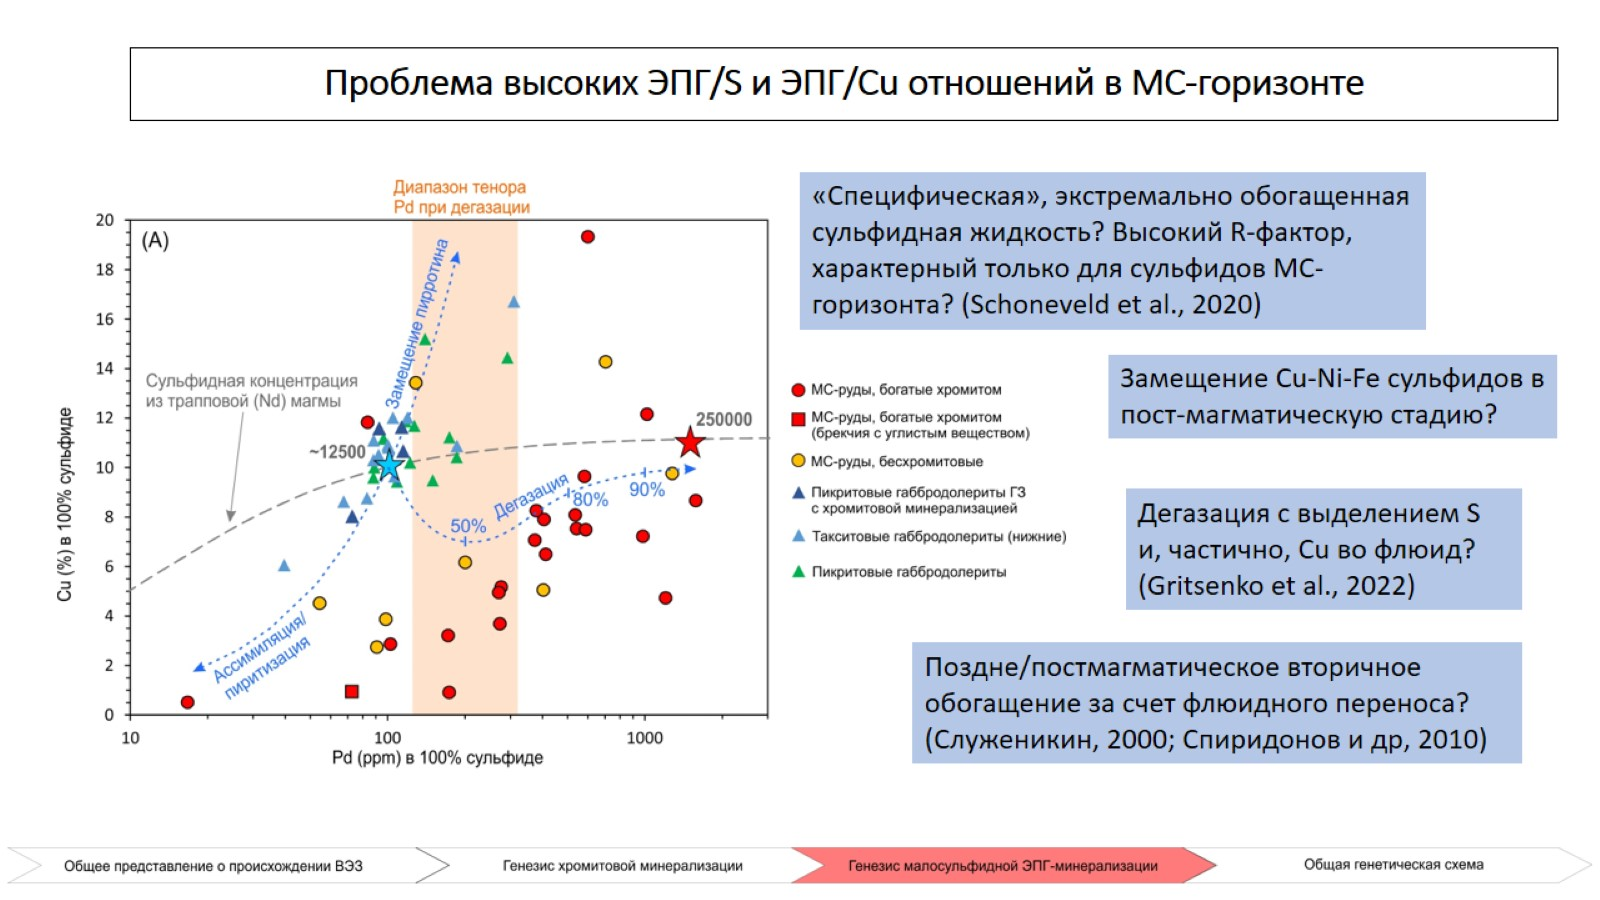 Проблема высоких ЭПГ/S и ЭПГ/Cu отношений в МС-горизонте
Диапазон тенора
Pd при дегазации
(А)
20
18
16
14
12
10
8
6
4
2
0
Cu (%) в 100% сульфиде
10
100
1000
Pd (ppm) в 100% сульфиде
Сульфидная концентрация
из трапповой (Nd) магмы
Замещение пирротина
~12500
250000
Дегазация
50%
80%
90%
Ассимиляция/
пиритизация
МС-руды, богатые хромитом
МС-руды, богатые хромитом
(брекчия с углистым веществом)
МС-руды, бесхромитовые
Пикритовые габбродолериты ГЗ
с хромитовой минерализацией
Такситовые габбродолериты (нижние)
Пикритовые габбродолериты
«Специфическая», экстремально обогащенная
сульфидная жидкость? Высокий R-фактор,
характерный только для сульфидов МС-
горизонта? (Schoneveld et al., 2020)
Замещение Cu-Ni-Fe сульфидов в
пост-магматическую стадию?
Дегазация с выделением S
и, частично, Cu во флюид?
(Gritsenko et al., 2022)
Поздне/постмагматическое вторичное
обогащение за счет флюидного переноса?
(Служеникин, 2000; Спиридонов и др, 2010)
Общее представление о происхождении ВЭЗ
Генезис хромитовой минерализации
Генезис малосульфидной ЭПГ-минерализации
Общая генетическая схема